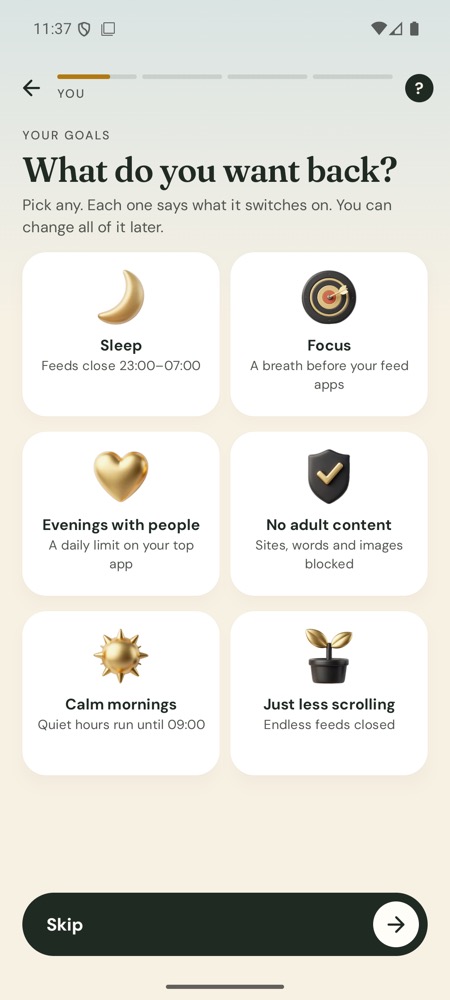 11:37
YOU
?
YOUR GOALS
What do you want back?
Pick any. Each one says what it switches on. You can
change all of it later.
Sleep
Feeds close 23:00–07:00
Focus
A breath before your feed
apps
Evenings with people
A daily limit on your top
app
No adult content
Sites, words and images
blocked
Calm mornings
Quiet hours run until 09:00
Just less scrolling
Endless feeds closed
Skip